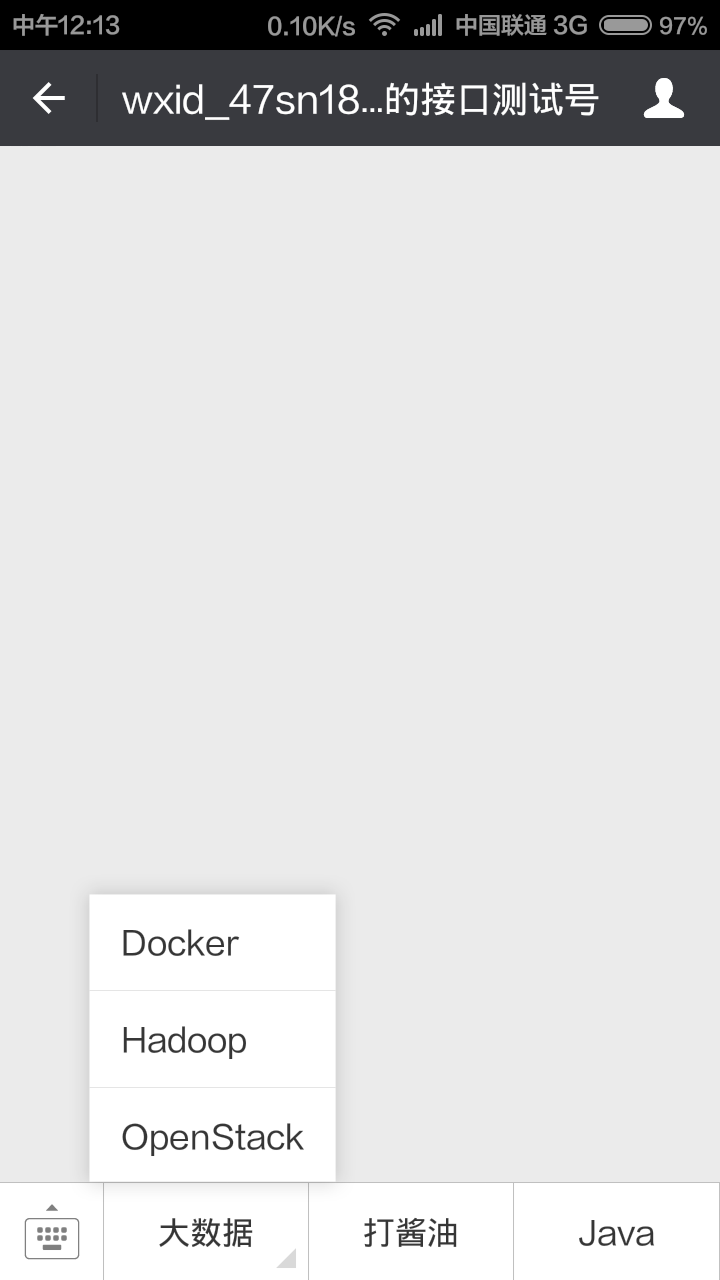 中午12:13 0.10K/s 中国联通 3G 97%
wxid_47sn18...的接口测试号
Docker
Hadoop
OpenStack
大数据 打酱油 Java